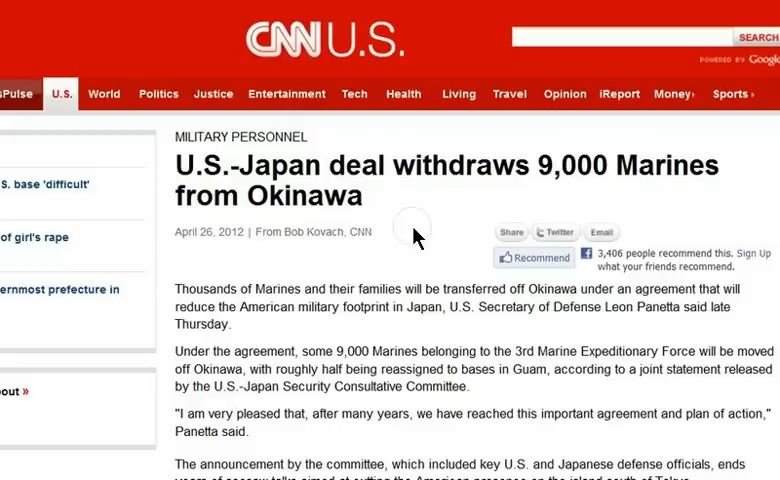 CNN U.S.
SEARCH
POWERED BY Google
sPulse U.S. World Politics Justice Entertainment Tech Health Living Travel Opinion iReport Money› Sports ›
S. base 'difficult'
of girl's rape
ernmost prefecture in
bout »
MILITARY PERSONNEL
U.S.-Japan deal withdraws 9,000 Marines
from Okinawa
April 26, 2012 | From Bob Kovach, CNN
Share Twitter Email
Recommend
3,406 people recommend this. Sign Up
what your friends recommend.
Thousands of Marines and their families will be transferred off Okinawa under an agreement that will
reduce the American military footprint in Japan, U.S. Secretary of Defense Leon Panetta said late
Thursday.
Under the agreement, some 9,000 Marines belonging to the 3rd Marine Expeditionary Force will be moved
off Okinawa, with roughly half being reassigned to bases in Guam, according to a joint statement released
by the U.S.-Japan Security Consultative Committee.
"I am very pleased that, after many years, we have reached this important agreement and plan of action,"
Panetta said.
The announcement by the committee, which included key U.S. and Japanese defense officials, ends